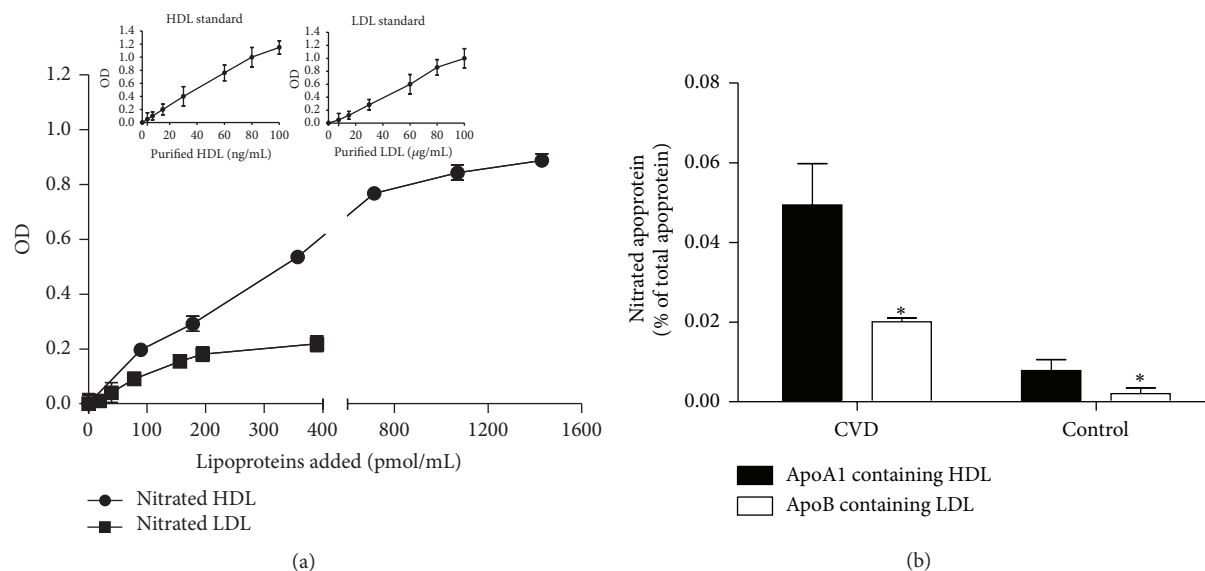 HDL standard
1.4
1.2
1.0
0.8
0.6
0.4
0.2
0.0
OD
0 20 40 60 80 100
Purified HDL (ng/mL)
LDL standard
1.4
1.2
1.0
0.8
0.6
0.4
0.2
0.0
OD
0 20 40 60 80 100
Purified LDL (μg/mL)
1.2
1.0
0.8
0.6
0.4
0.2
0.0
OD
0 100 200 300 400 800 1200 1600
Lipoproteins added (pmol/mL)
Nitrated HDL
Nitrated LDL
(a)
Nitrated apoprotein
(% of total apoprotein)
0.08
0.06
0.04
0.02
0.00
*
*
CVD Control
ApoA1 containing HDL
ApoB containing LDL
(b)